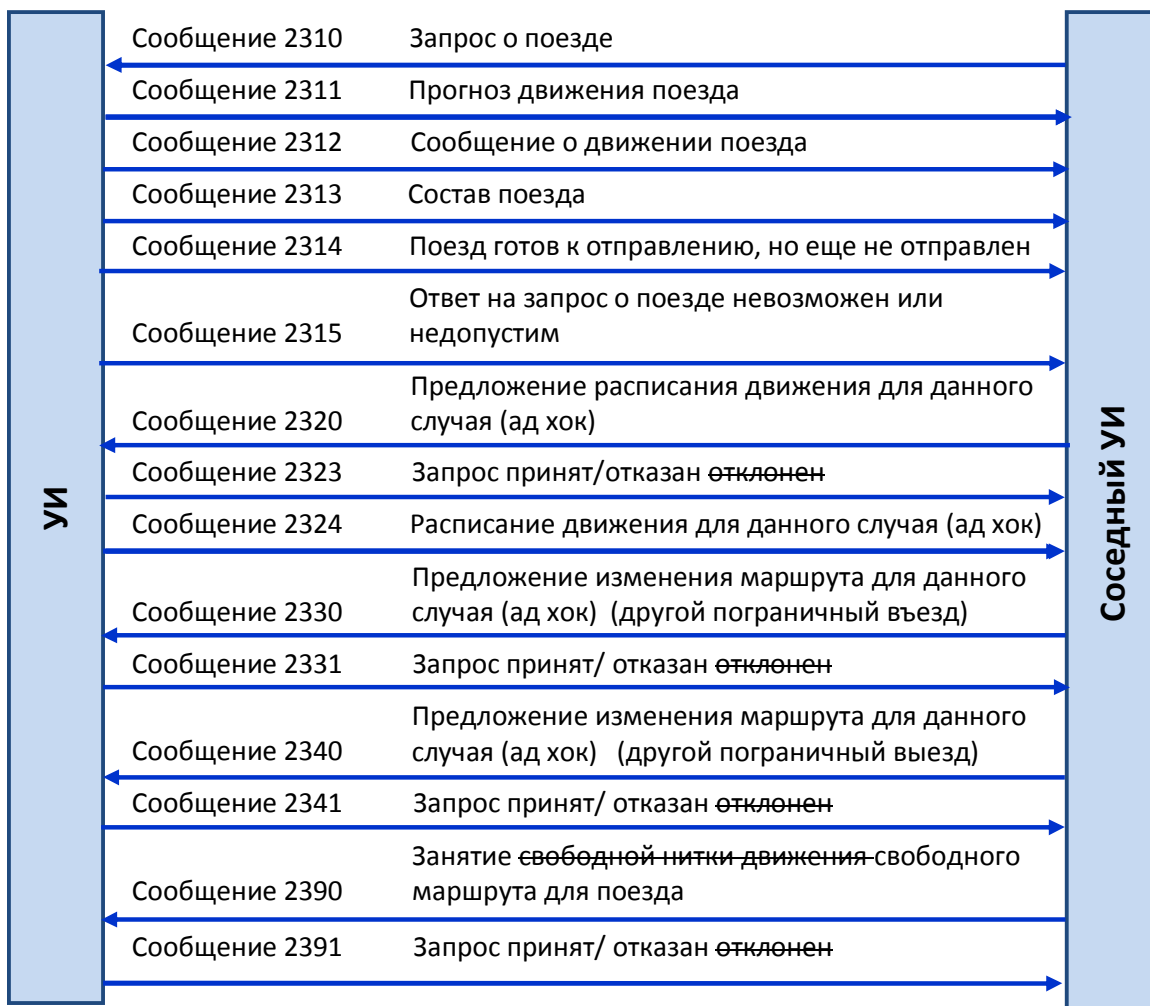 Сообщение 2310 Запрос о поезде
Сообщение 2311 Прогноз движения поезда
Сообщение 2312 Сообщение о движении поезда
Сообщение 2313 Состав поезда
Сообщение 2314 Поезд готов к отправлению, но еще не отправлен
Ответ на запрос о поезде невозможен или
Сообщение 2315 недопустим
Предложение расписания движения для данного
Сообщение 2320 случая (ад хок)
Сообщение 2323 Запрос принят/отказан отклонен
Сообщение 2324 Расписание движения для данного случая (ад хок)
Предложение изменения маршрута для данного
Сообщение 2330 случая (ад хок) (другой пограничный въезд)
Сообщение 2331 Запрос принят/ отказан отклонен
Предложение изменения маршрута для данного
Сообщение 2340 случая (ад хок) (другой пограничный выезд)
Сообщение 2341 Запрос принят/ отказан отклонен
Занятие свободной нитки движения свободного
Сообщение 2390 маршрута для поезда
Сообщение 2391 Запрос принят/ отказан отклонен
УИ
Соседный УИ